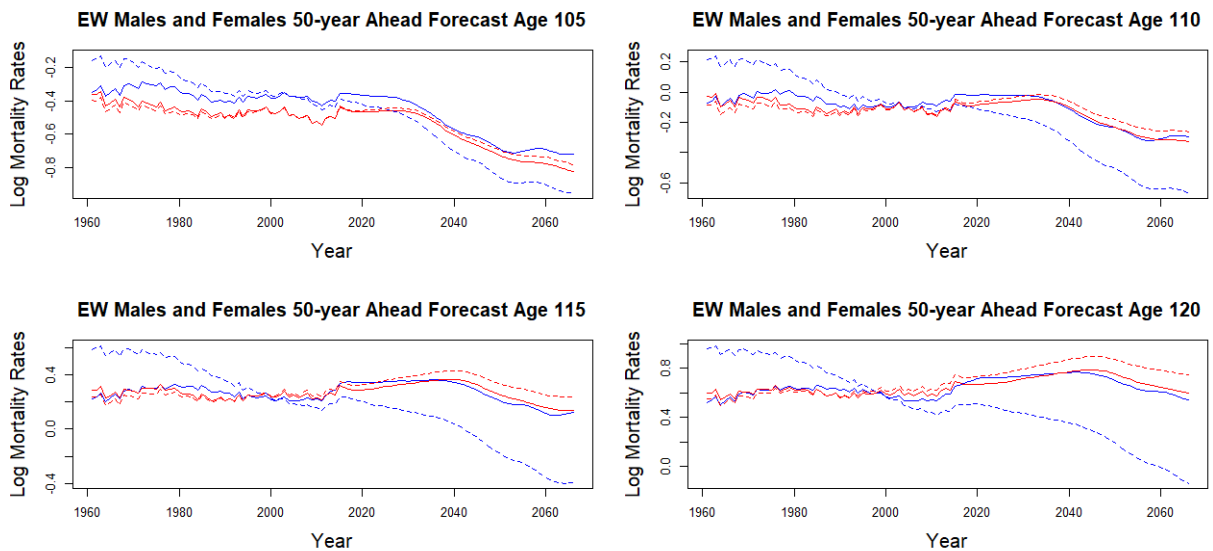 EW Males and Females 50-year Ahead Forecast Age 105
Log Mortality Rates
-0.2
-0.4
-0.6
-0.8
1960 1980 2000 2020 2040 2060
Year
EW Males and Females 50-year Ahead Forecast Age 110
Log Mortality Rates
0.2
0.0
-0.2
-0.6
1960 1980 2000 2020 2040 2060
Year
EW Males and Females 50-year Ahead Forecast Age 115
Log Mortality Rates
0.4
0.0
-0.4
1960 1980 2000 2020 2040 2060
Year
EW Males and Females 50-year Ahead Forecast Age 120
Log Mortality Rates
0.8
0.4
0.0
1960 1980 2000 2020 2040 2060
Year